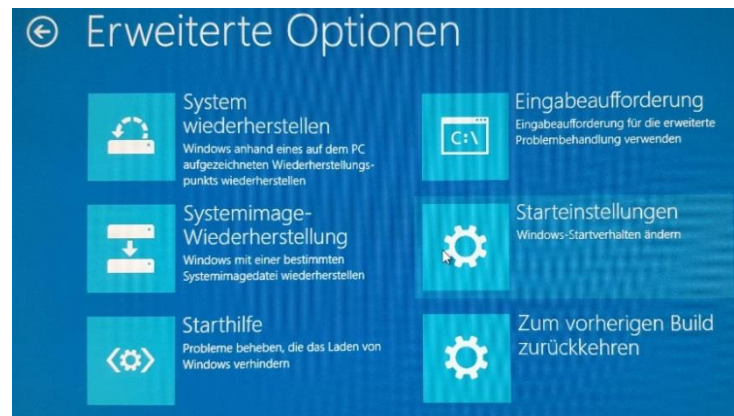 Erweiterte Optionen
System
wiederherstellen
Windows anhand eines auf dem PC
aufgezeichneten Wiederherstellungs-
punkts wiederherstellen
Systemimage-
Wiederherstellung
Windows mit einer bestimmten
Systemimagedatei wiederherstellen
Starthilfe
Probleme beheben, die das Laden von
Windows verhindern
Eingabeaufforderung
Eingabeaufforderung für die erweiterte
Problembehandlung verwenden
C:\
Starteinstellungen
Windows-Startverhalten ändern
Zum vorherigen Build
zurückkehren